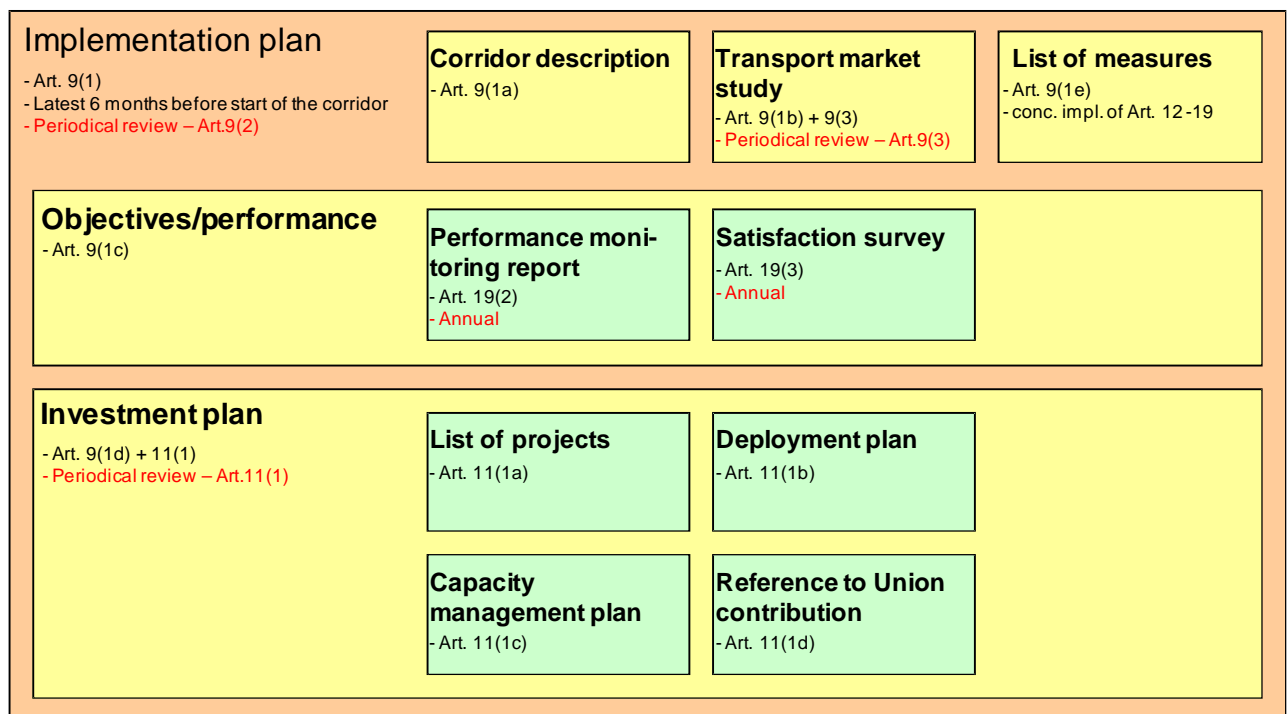 Implementation plan
- Art. 9(1)
- Latest 6 months before start of the corridor
- Periodical review – Art.9(2)
Corridor description
- Art. 9(1a)
Transport market
study
- Art. 9(1b) + 9(3)
- Periodical review – Art.9(3)
List of measures
- Art. 9(1e)
- conc. impl. of Art. 12-19
Objectives/performance
- Art. 9(1c)
Performance moni-
toring report
- Art. 19(2)
- Annual
Satisfaction survey
- Art. 19(3)
- Annual
Investment plan
- Art. 9(1d) + 11(1)
- Periodical review – Art.11(1)
List of projects
- Art. 11(1a)
Deployment plan
- Art. 11(1b)
Capacity
management plan
- Art. 11(1c)
Reference to Union
contribution
- Art. 11(1d)